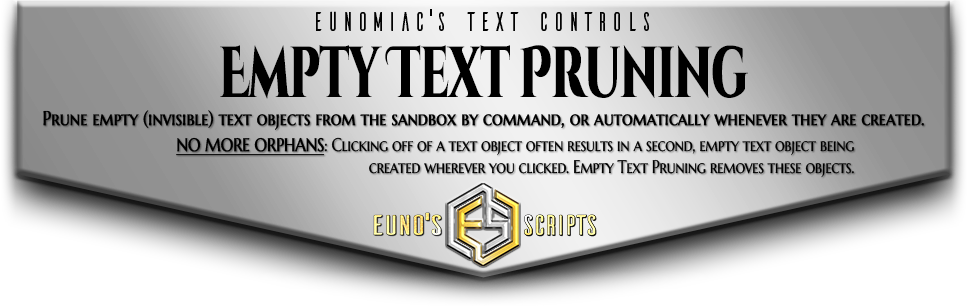 EUNOMIAC'S TEXT CONTROLS
EMPTY TEXT PRUNING
PRUNE EMPTY (INVISIBLE) TEXT OBJECTS FROM THE SANDBOX BY COMMAND, OR AUTOMATICALLY WHENEVER THEY ARE CREATED.
NO MORE ORPHANS: CLICKING OFF OF A TEXT OBJECT OFTEN RESULTS IN A SECOND, EMPTY TEXT OBJECT BEING
CREATED WHEREVER YOU CLICKED. EMPTY TEXT PRUNING REMOVES THESE OBJECTS.
EUNO'S ES SCRIPTS